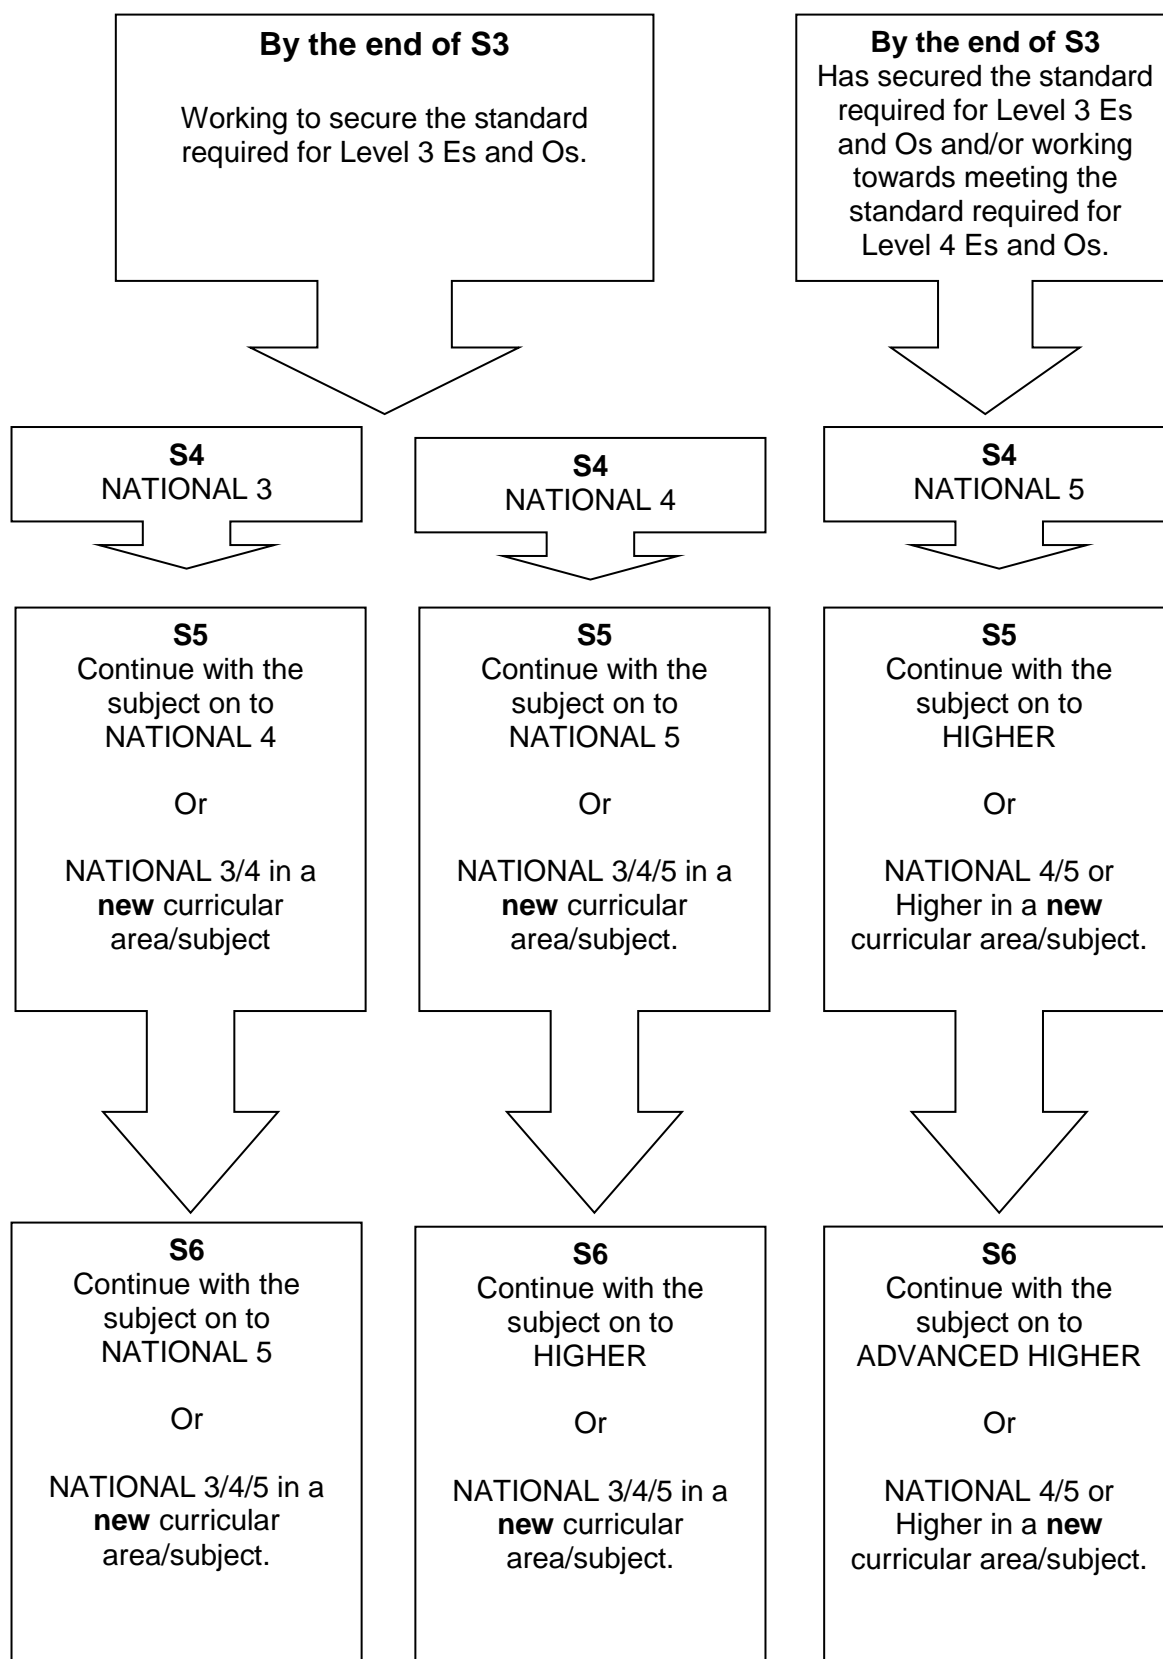 By the end of S3
Working to secure the standard
required for Level 3 Es and Os.
By the end of S3
Has secured the standard
required for Level 3 Es
and Os and/or working
towards meeting the
standard required for
Level 4 Es and Os.
S4
NATIONAL 3
S4
NATIONAL 4
S4
NATIONAL 5
S5
Continue with the
subject on to
NATIONAL 4
Or
NATIONAL 3/4 in a
new curricular
area/subject
S5
Continue with the
subject on to
NATIONAL 5
Or
NATIONAL 3/4/5 in a
new curricular
area/subject.
S5
Continue with the
subject on to
HIGHER
Or
NATIONAL 4/5 or
Higher in a new
curricular area/subject.
S6
Continue with the
subject on to
NATIONAL 5
Or
NATIONAL 3/4/5 in a
new curricular
area/subject.
S6
Continue with the
subject on to
HIGHER
Or
NATIONAL 3/4/5 in a
new curricular
area/subject.
S6
Continue with the
subject on to
ADVANCED HIGHER
Or
NATIONAL 4/5 or
Higher in a new
curricular area/subject.